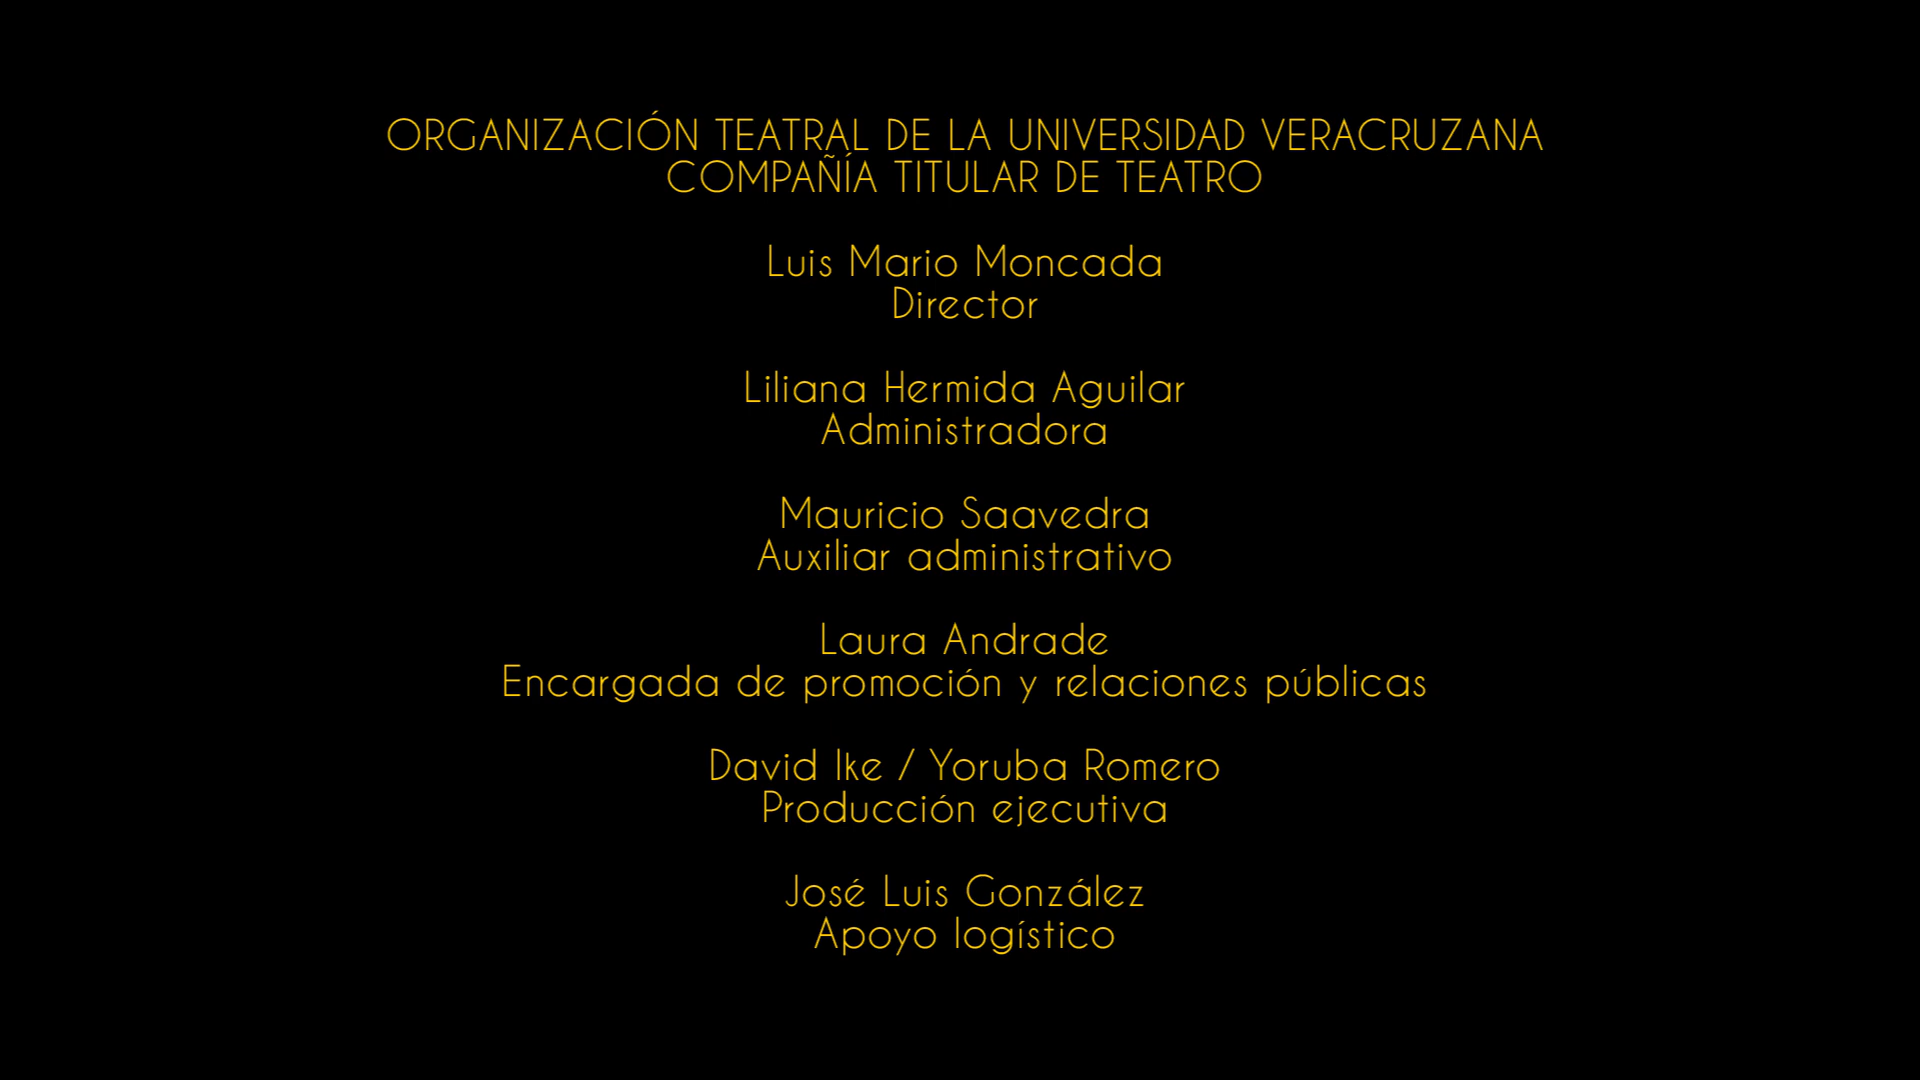 ORGANIZACIÓN TEATRAL DE LA UNIVERSIDAD VERACRUZANA
COMPAÑÍA TITULAR DE TEATRO
Luis Mario Moncada
Director
Liliana Hermida Aguilar
Administradora
Mauricio Saavedra
Auxiliar administrativo
Laura Andrade
Encargada de promoción y relaciones públicas
David Ike / Yoruba Romero
Producción ejecutiva
José Luis González
Apoyo logístico